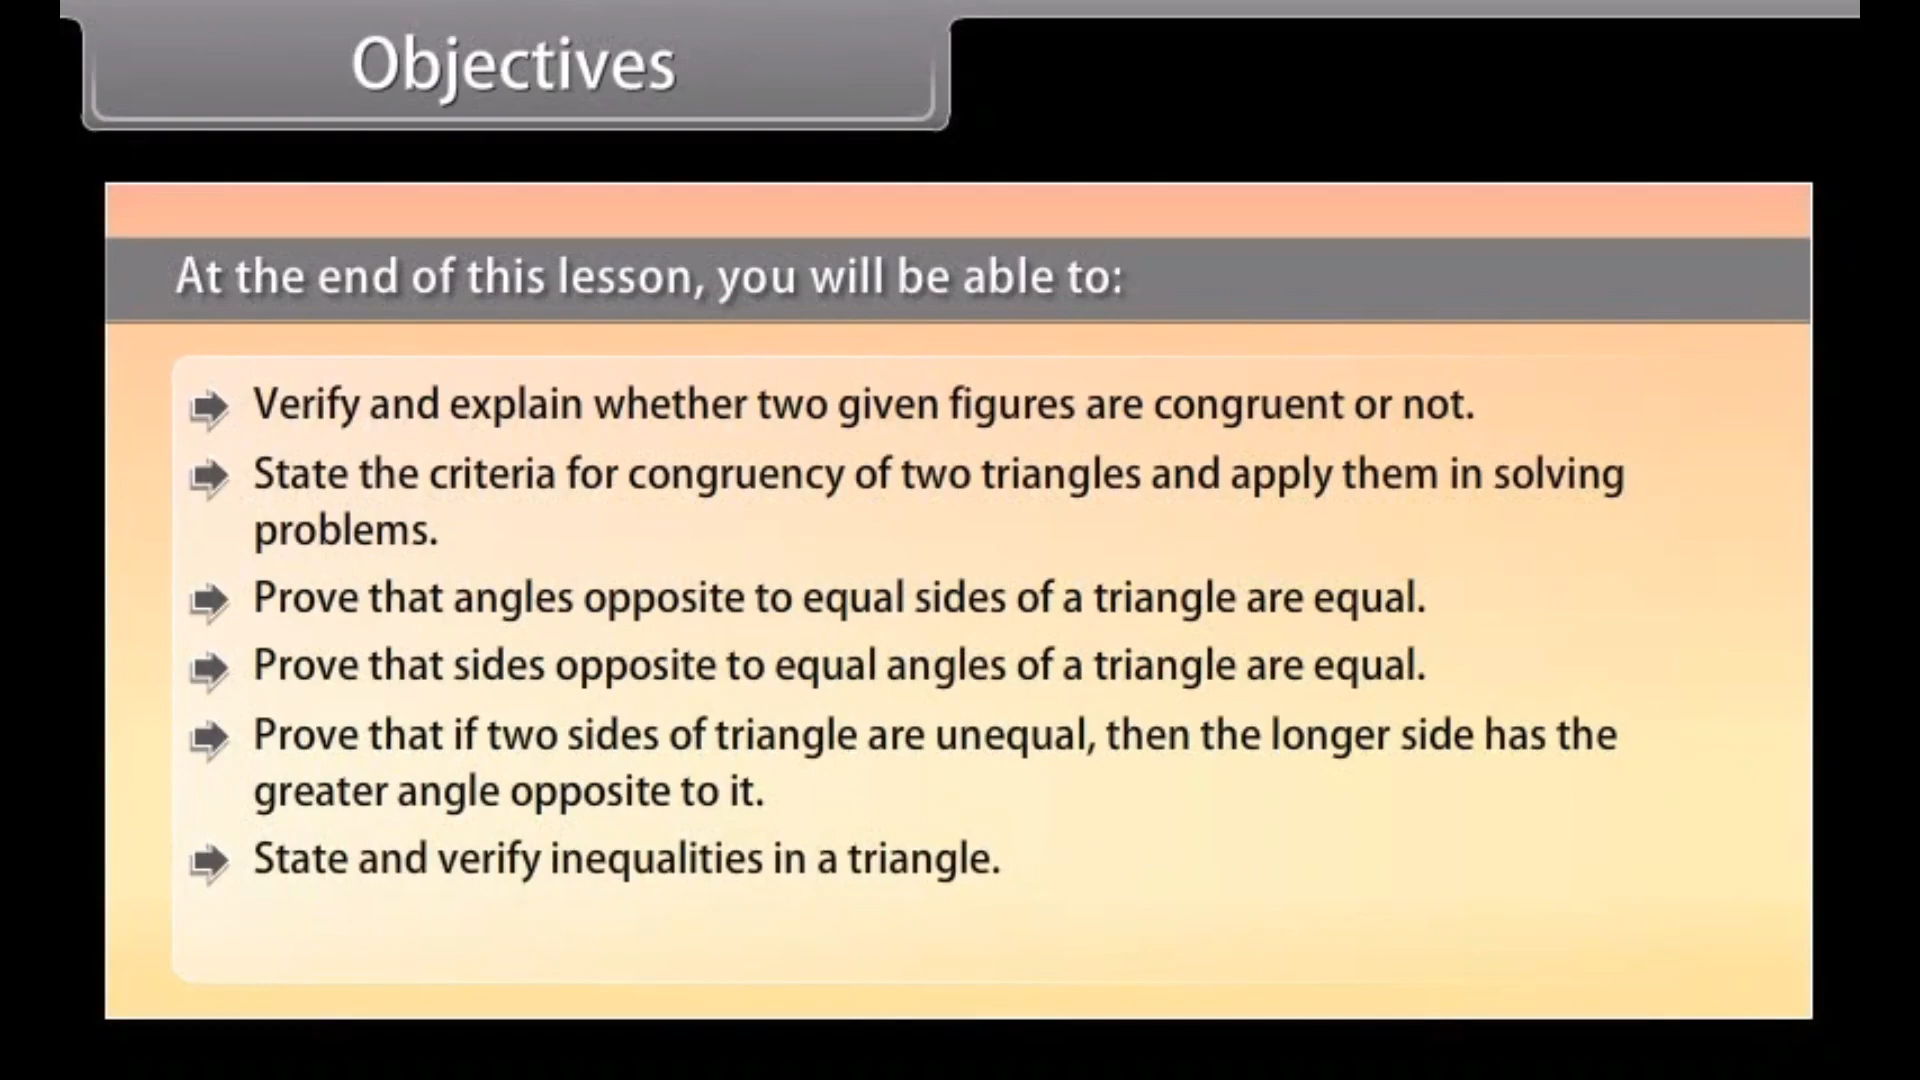 Objectives
At the end of this lesson, you will be able to:
Verify and explain whether two given figures are congruent or not.
State the criteria for congruency of two triangles and apply them in solving
problems.
Prove that angles opposite to equal sides of a triangle are equal.
Prove that sides opposite to equal angles of a triangle are equal.
Prove that if two sides of triangle are unequal, then the longer side has the
greater angle opposite to it.
State and verify inequalities in a triangle.